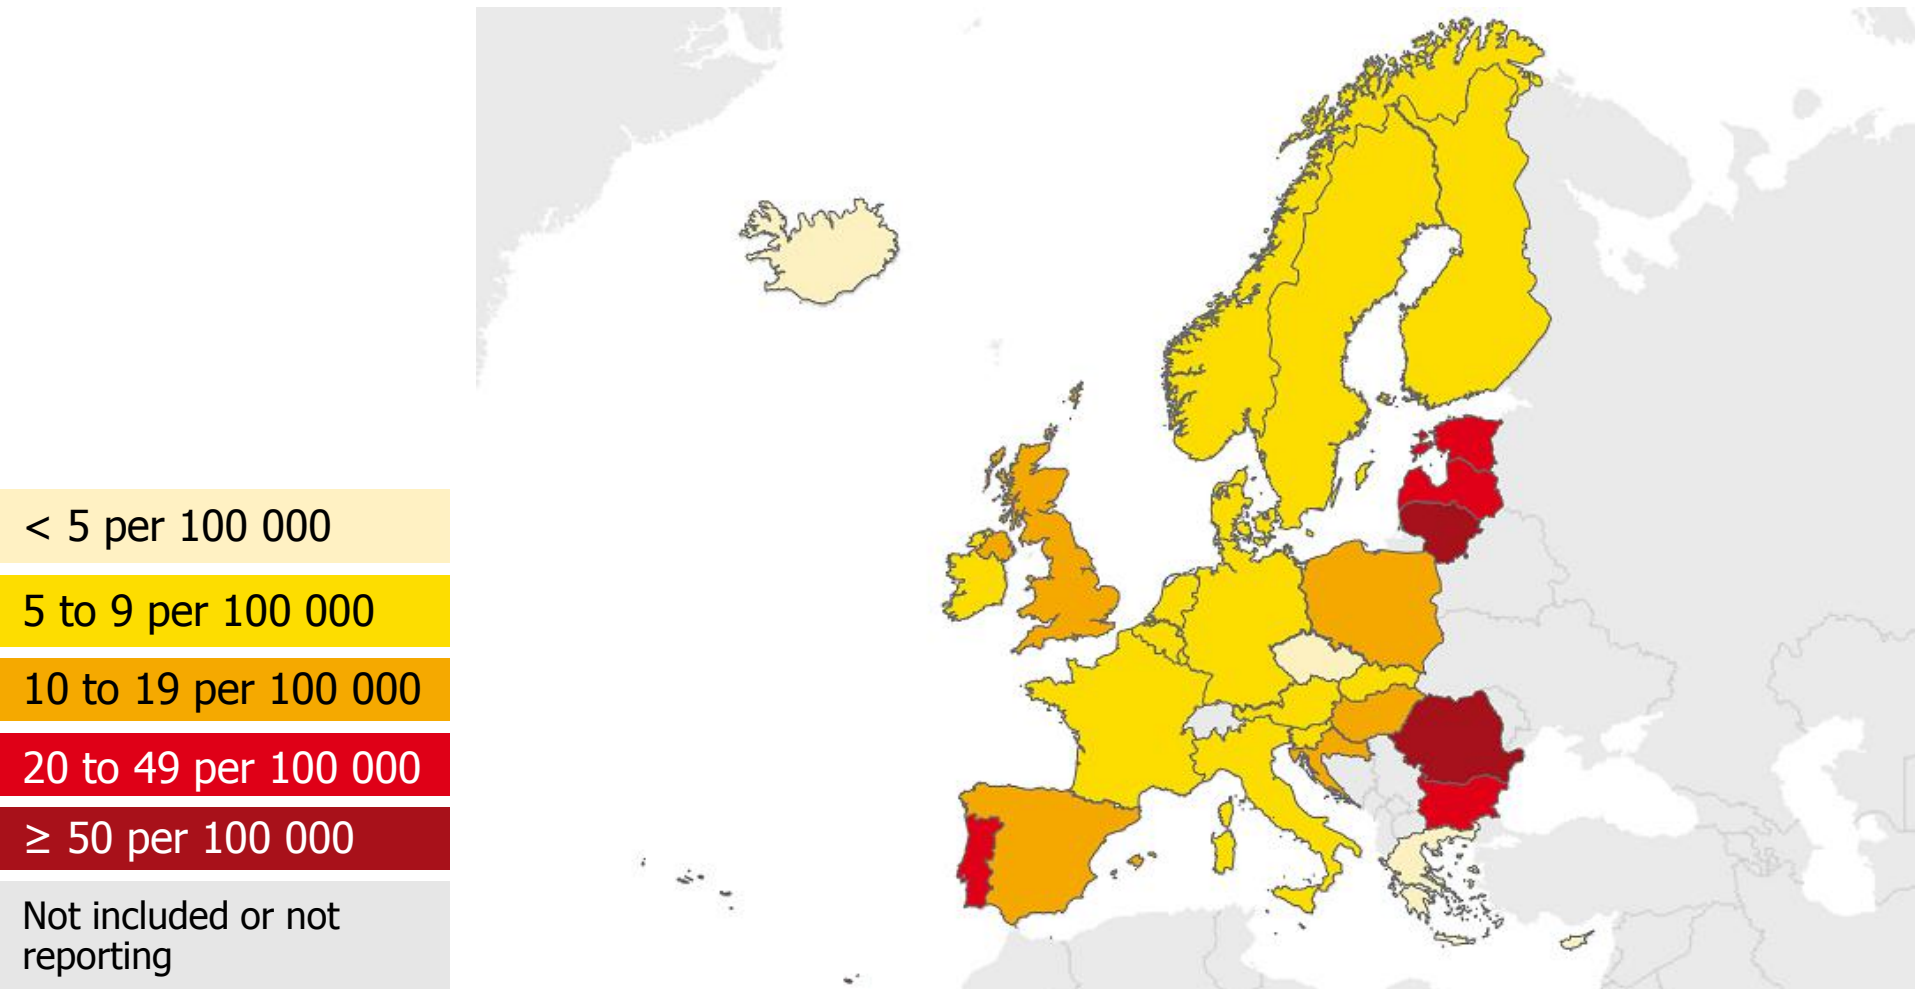 < 5 per 100 000
5 to 9 per 100 000
10 to 19 per 100 000
20 to 49 per 100 000
≥ 50 per 100 000
Not included or not
reporting